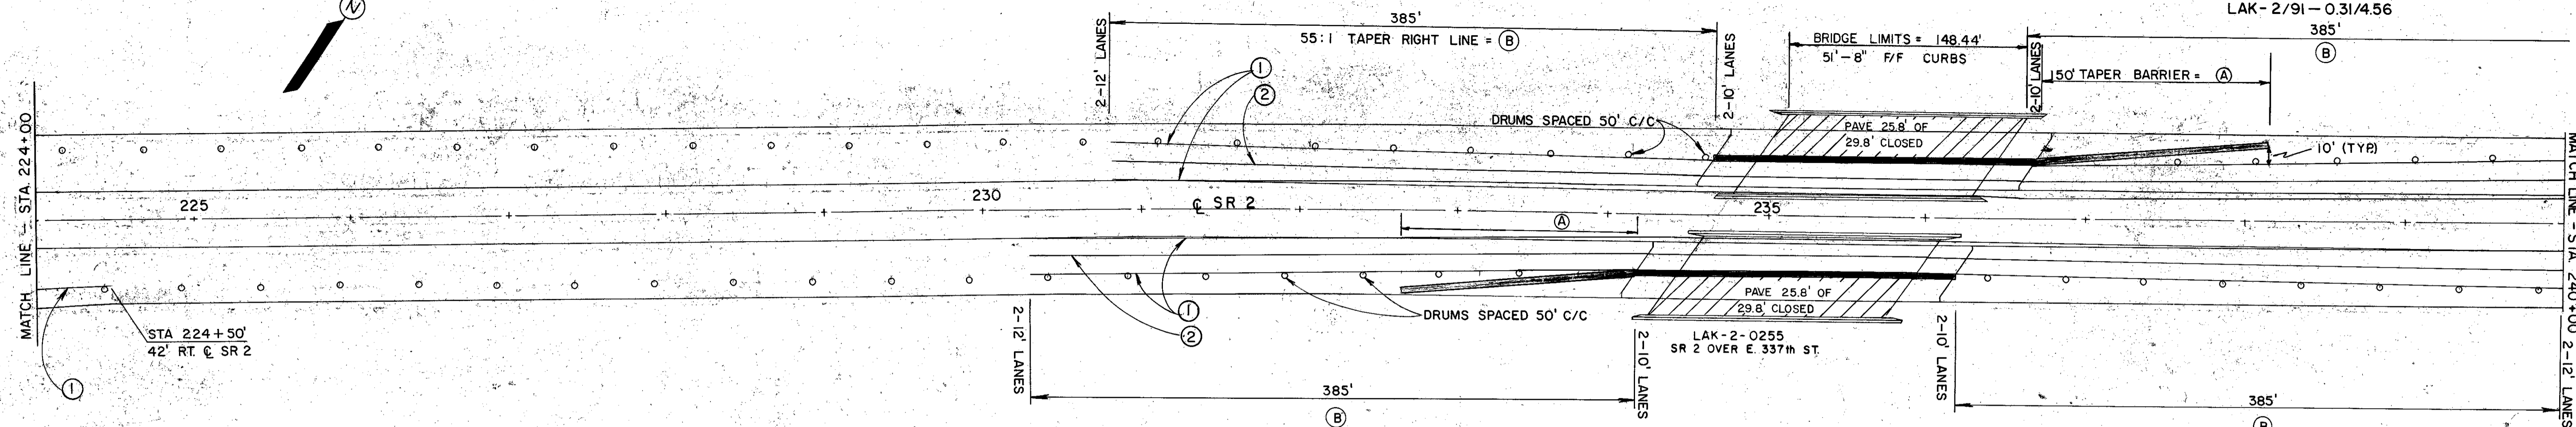 N
LAK-2/91-0.31/4.56
385'
55:1 TAPER RIGHT LINE = B
2-12' LANES
2-10' LANES
BRIDGE LIMITS = 148.44'
51'-8" F/F CURBS
2-10' LANES
385'
B
150' TAPER BARRIER = A
1
2
DRUMS SPACED 50' C/C
PAVE 25.8' OF
29.8' CLOSED
10' (TYP.)
MATCH LINE - STA. 224+00
MATCH LINE - STA. 240+00
225
230
℄ SR 2
235
A
STA 224+50'
42' RT. ℄ SR 2
1
1
2
DRUMS SPACED 50' C/C
PAVE 25.8' OF
29.8' CLOSED
LAK-2-0255
SR 2 OVER E. 337th ST.
2-12' LANES
2-10' LANES
2-10' LANES
2-12' LANES
385'
B
385'
B